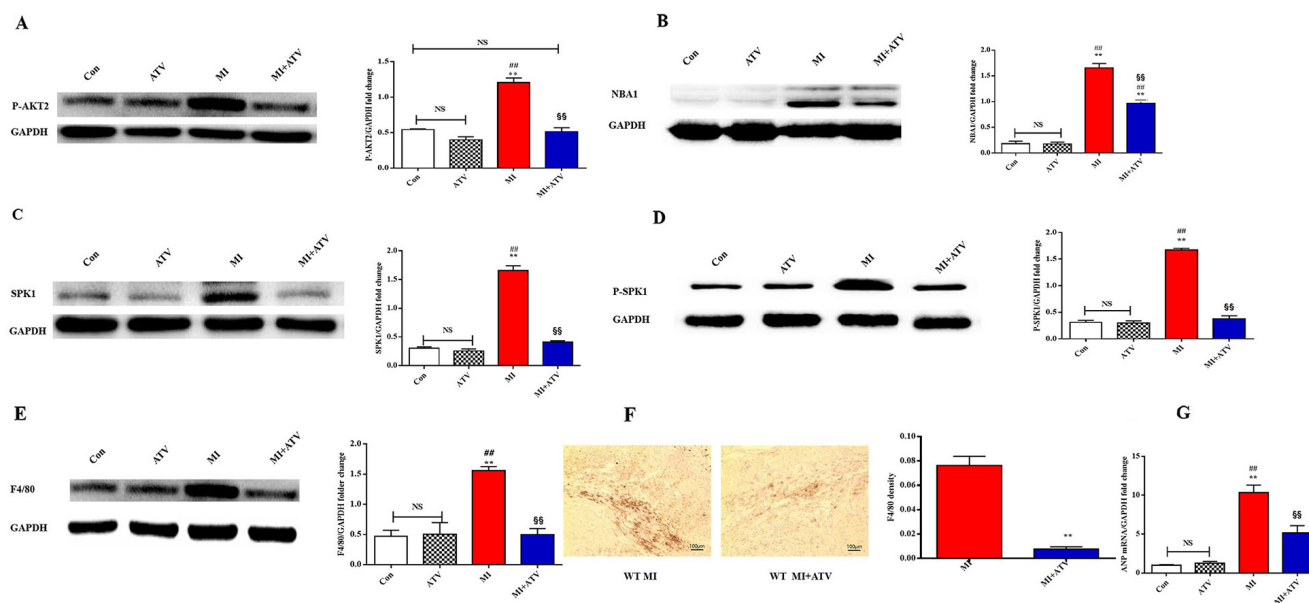 A
Con
ATV
MI
MI+ATV
P-AKT2
GAPDH
P-AKT2/GAPDH fold change
1.5
1.0
0.5
0.0
NS
NS
##
**
§§
Con
ATV
MI
MI+ATV
B
Con
ATV
MI
MI+ATV
NBA1
GAPDH
NBA1/GAPDH fold change
2.0
1.5
1.0
0.5
0.0
NS
##
**
§§
##
**
Con
ATV
MI
MI+ATV
C
Con
ATV
MI
MI+ATV
SPK1
GAPDH
SPK1/GAPDH fold change
2.0
1.5
1.0
0.5
0.0
NS
##
**
§§
Con
ATV
MI
MI+ATV
D
Con
ATV
MI
MI+ATV
P-SPK1
GAPDH
P-SPK1/GAPDH fold change
2.0
1.5
1.0
0.5
0.0
NS
##
**
§§
Con
ATV
MI
MI+ATV
E
Con
ATV
MI
MI+ATV
F4/80
GAPDH
F4/80/GAPDH folder change
2.0
1.5
1.0
0.5
0.0
NS
##
**
§§
Con
ATV
MI
MI+ATV
F
100μm
100μm
WT MI
WT MI+ATV
F4/80 density
0.10
0.08
0.06
0.04
0.02
0.00
**
MI
MI+ATV
G
ANP mRNA/GAPDH fold change
15
10
5
0
NS
##
**
§§
Con
ATV
MI
MI+ATV